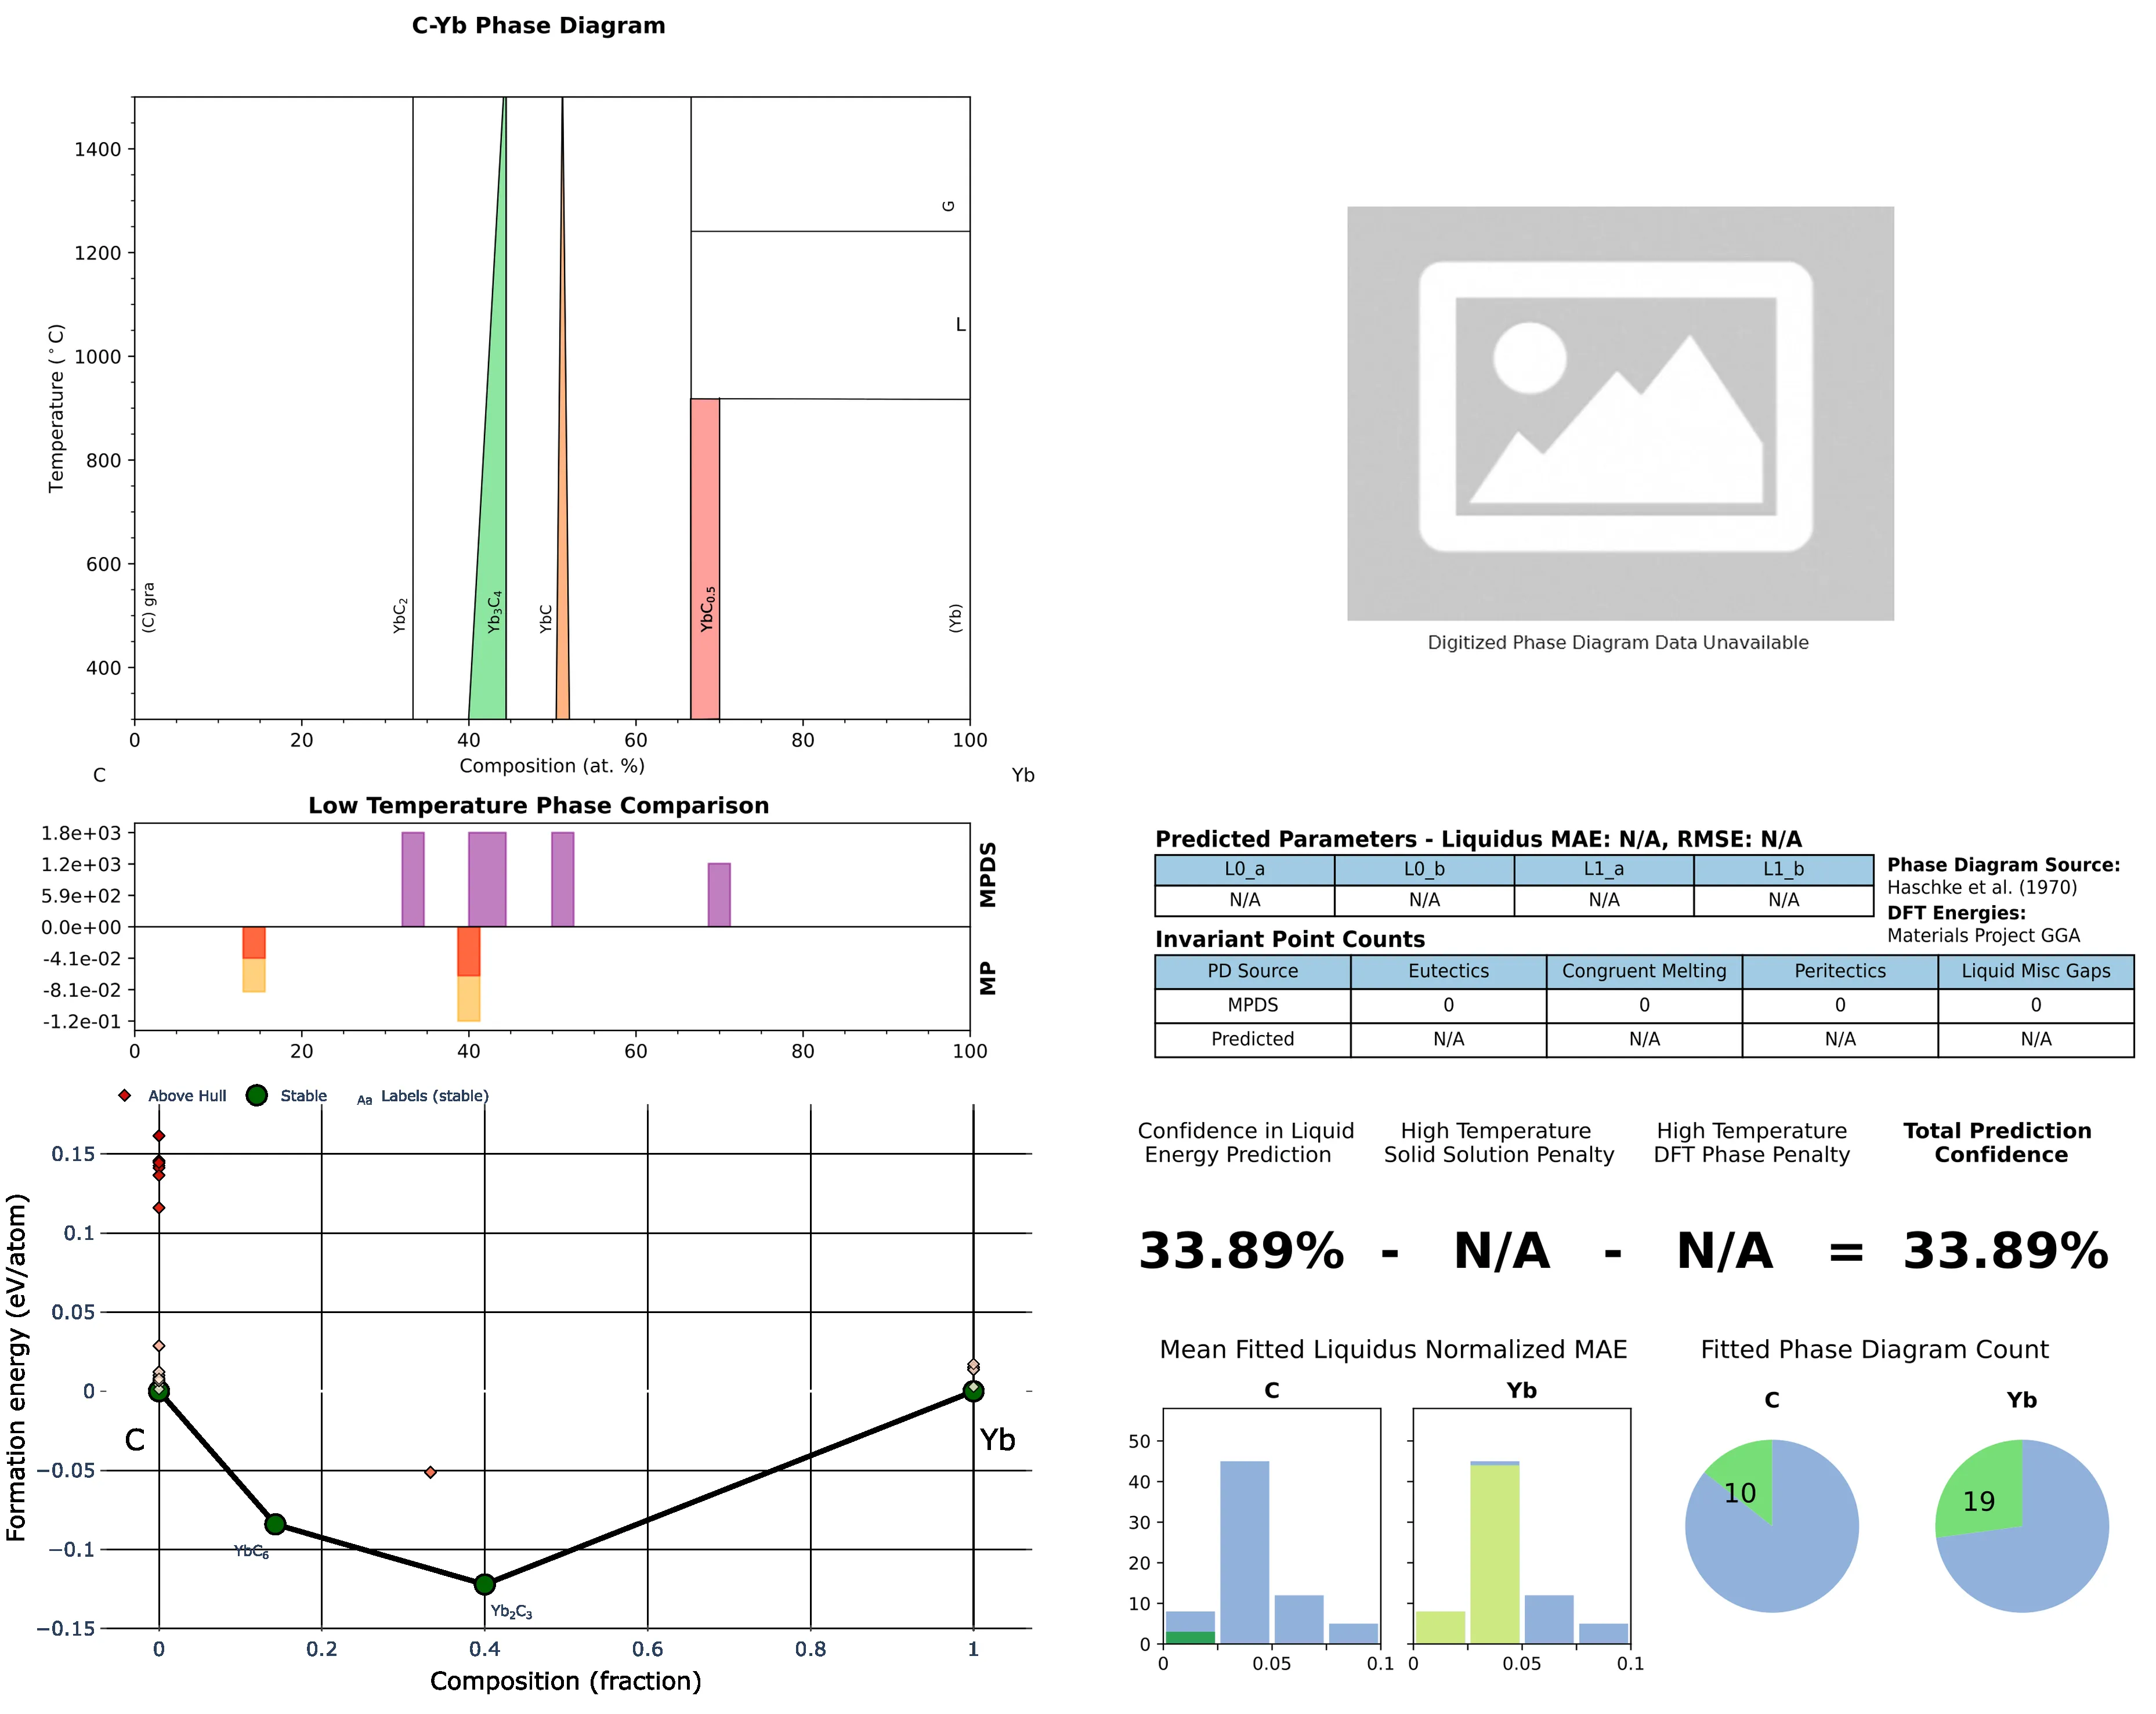 C-Yb Phase Diagram
1400
1200
1000
800
600
400
Temperature (°C)
(C) gra
YbC₂
Yb₃C₄
YbC
YbC₀.₅
(Yb)
G
L
0 20 40 60 80 100
Composition (at. %)
C Yb
Digitized Phase Diagram Data Unavailable
Low Temperature Phase Comparison
1.8e+03
1.2e+03
5.9e+02
0.0e+00
-4.1e-02
-8.1e-02
-1.2e-01
MPDS
MP
0 20 40 60 80 100
Predicted Parameters - Liquidus MAE: N/A, RMSE: N/A
L0_a L0_b L1_a L1_b
N/A N/A N/A N/A
Phase Diagram Source:
Haschke et al. (1970)
DFT Energies:
Materials Project GGA
Invariant Point Counts
PD Source Eutectics Congruent Melting Peritectics Liquid Misc Gaps
MPDS 0 0 0 0
Predicted N/A N/A N/A N/A
Above Hull Stable Aa Labels (stable)
0.15
0.1
0.05
0
−0.05
−0.1
−0.15
Formation energy (eV/atom)
C
Yb
YbC₆
Yb₂C₃
0 0.2 0.4 0.6 0.8 1
Composition (fraction)
Confidence in Liquid
Energy Prediction
High Temperature
Solid Solution Penalty
High Temperature
DFT Phase Penalty
Total Prediction
Confidence
33.89% - N/A - N/A = 33.89%
Mean Fitted Liquidus Normalized MAE
C
Yb
50
40
30
20
10
0
0 0.05 0.1
0 0.05 0.1
Fitted Phase Diagram Count
C
Yb
10
19